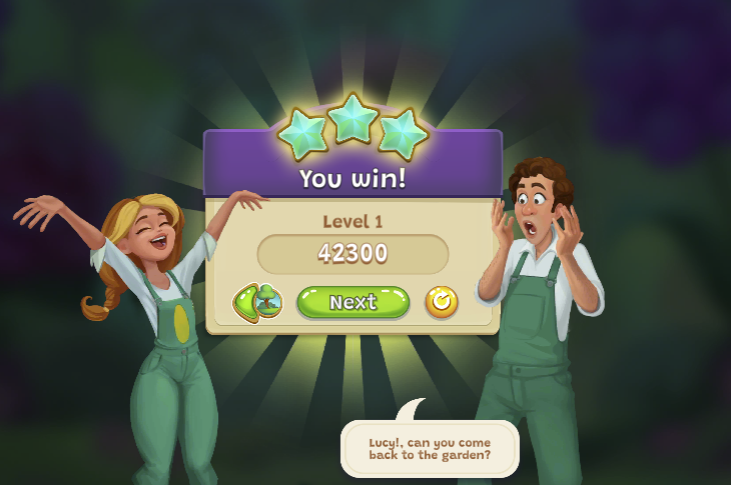 You win!
Level 1
42300
Next
Lucy!, can you come
back to the garden?